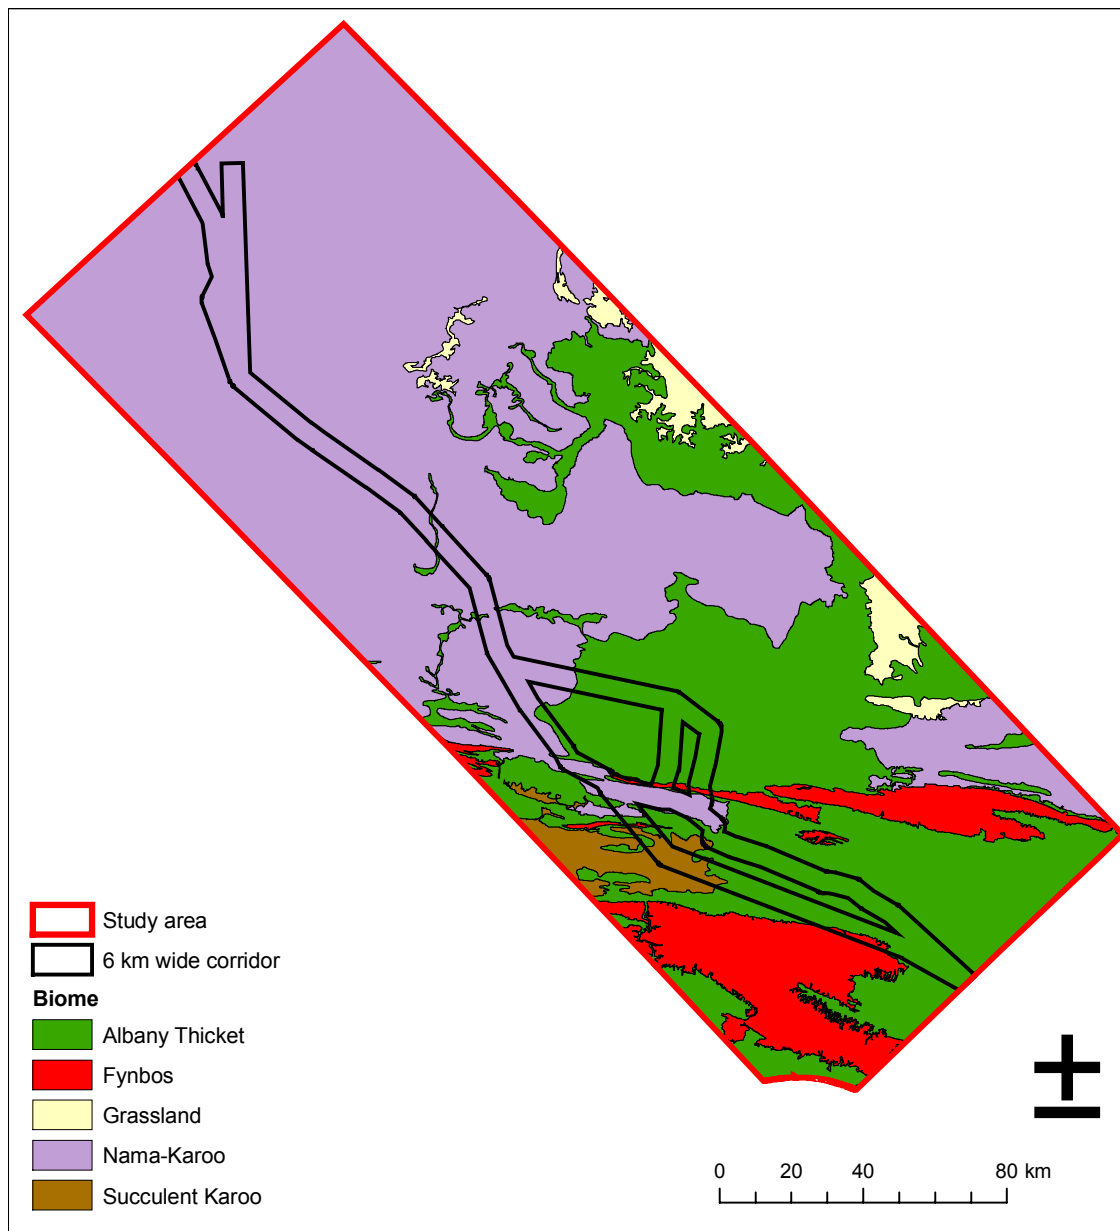 Study area
6 km wide corridor
Biome
Albany Thicket
Fynbos
Grassland
Nama-Karoo
Succulent Karoo
±
0 20 40 80 km